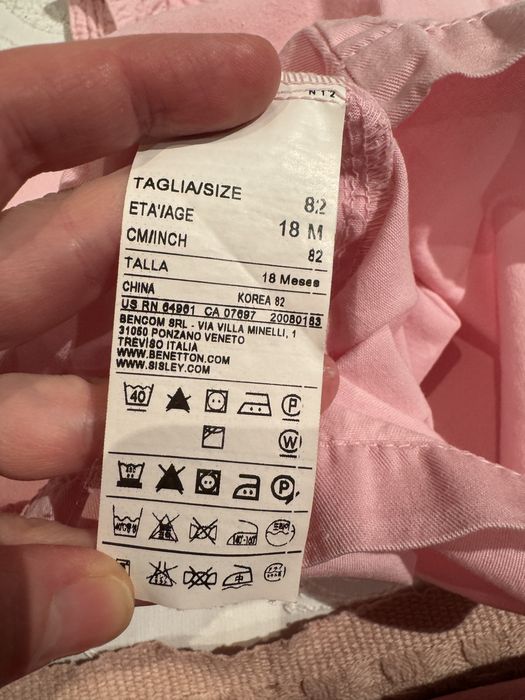 N12
TAGLIA/SIZE 82
ETA'/AGE 18 M
CM/INCH 82
TALLA 18 Meses
CHINA KOREA 82
US RN 64961 CA 07697 20080183
BENCOM SRL - VIA VILLA MINELLI, 1
31050 PONZANO VENETO
TREVISO ITALIA
WWW.BENETTON.COM
WWW.SISLEY.COM
40 P
W
P